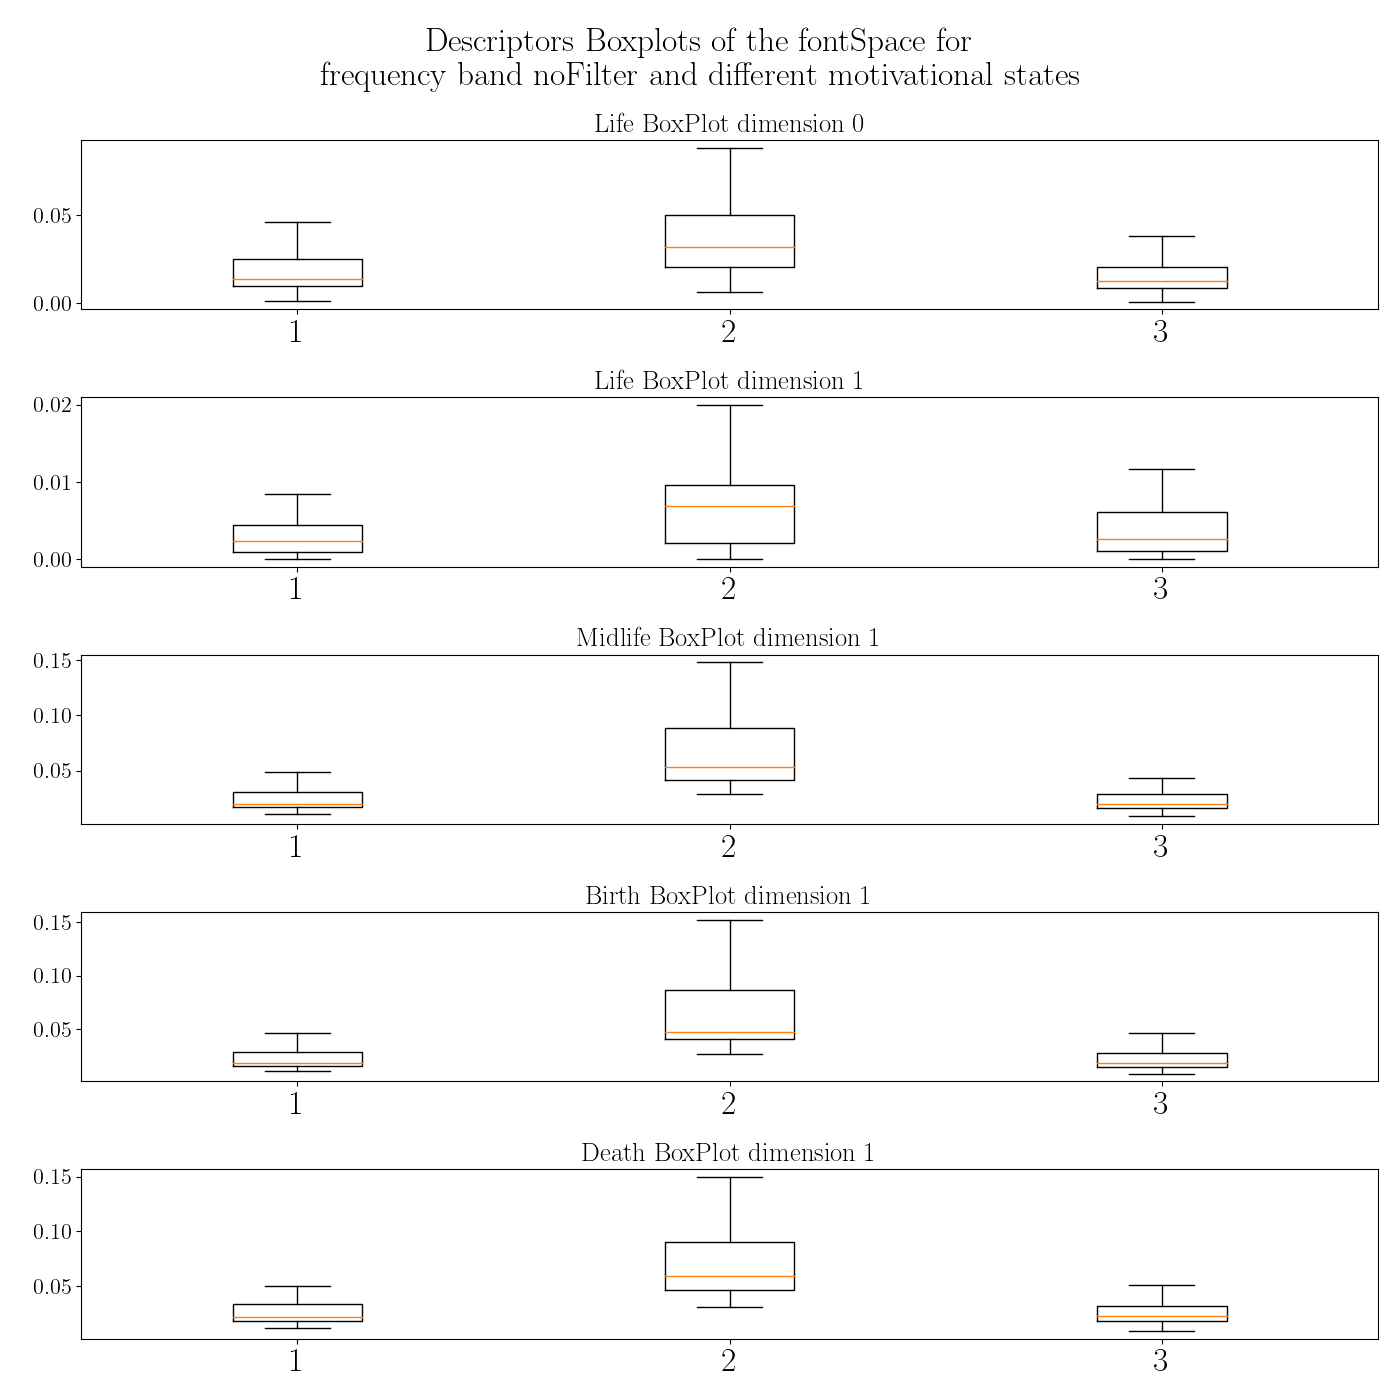 Descriptors Boxplots of the fontSpace for
frequency band noFilter and different motivational states
Life BoxPlot dimension 0
0.05
0.00
1 2 3
Life BoxPlot dimension 1
0.02
0.01
0.00
1 2 3
Midlife BoxPlot dimension 1
0.15
0.10
0.05
1 2 3
Birth BoxPlot dimension 1
0.15
0.10
0.05
1 2 3
Death BoxPlot dimension 1
0.15
0.10
0.05
1 2 3